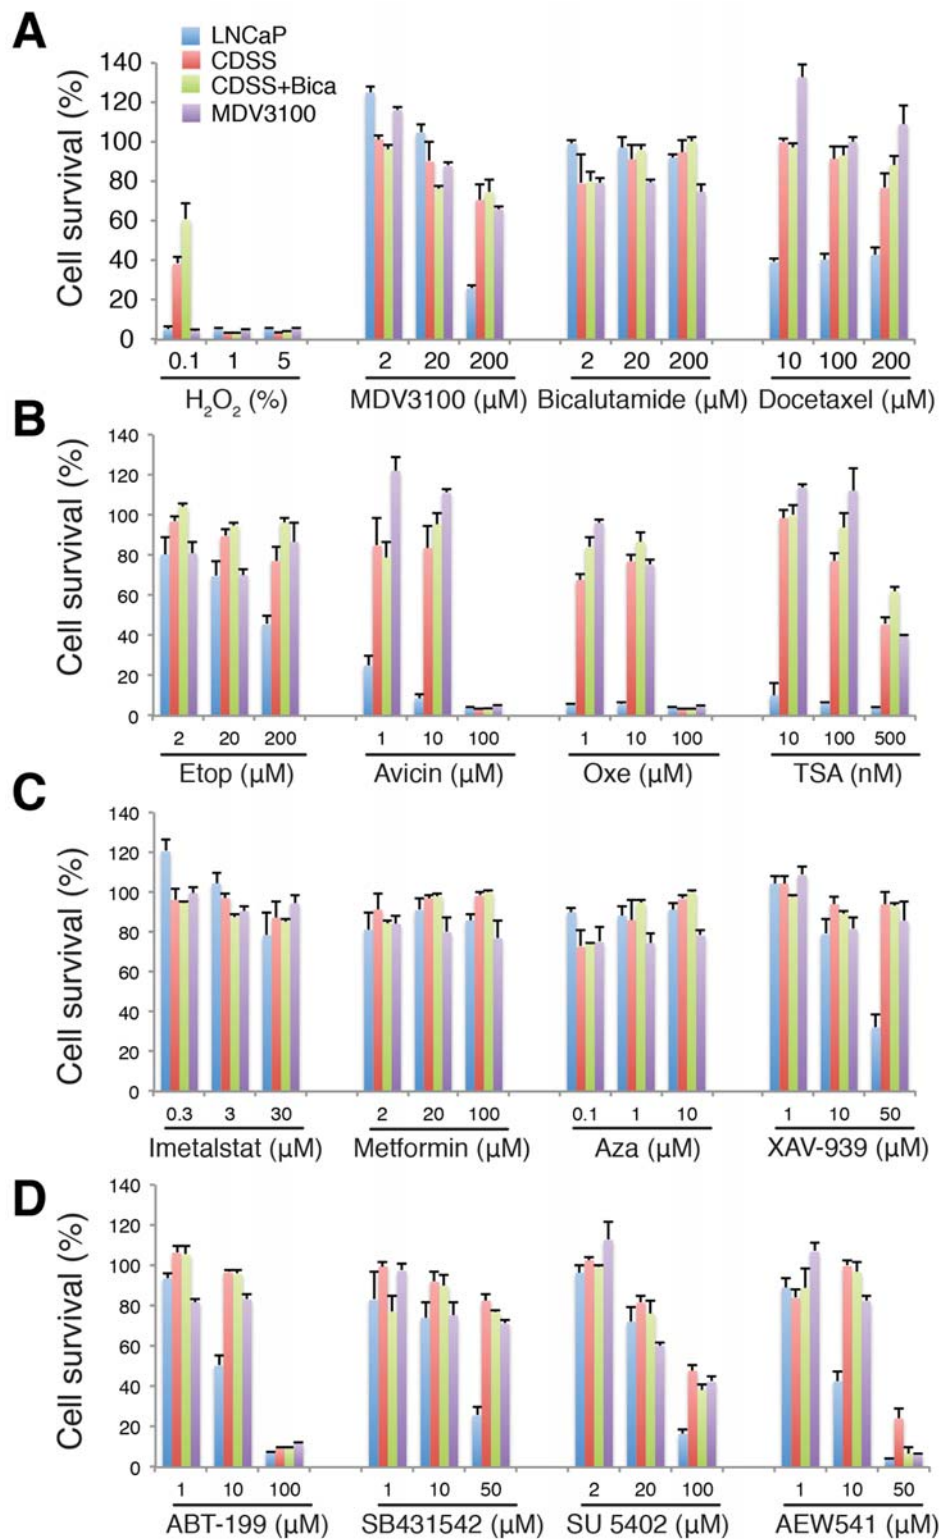 A
LNCaP
CDSS
CDSS+Bica
MDV3100
Cell survival (%)
140
120
100
80
60
40
20
0
0.1 1 5 2 20 200 2 20 200 10 100 200
H2O2 (%) MDV3100 (µM) Bicalutamide (µM) Docetaxel (µM)
B
Cell survival (%)
140
120
100
80
60
40
20
0
2 20 200 1 10 100 1 10 100 10 100 500
Etop (µM) Avicin (µM) Oxe (µM) TSA (nM)
C
Cell survival (%)
140
120
100
80
60
40
20
0
0.3 3 30 2 20 100 0.1 1 10 1 10 50
Imetalstat (µM) Metformin (µM) Aza (µM) XAV-939 (µM)
D
Cell survival (%)
140
120
100
80
60
40
20
0
1 10 100 1 10 50 2 20 100 1 10 50
ABT-199 (µM) SB431542 (µM) SU 5402 (µM) AEW541 (µM)